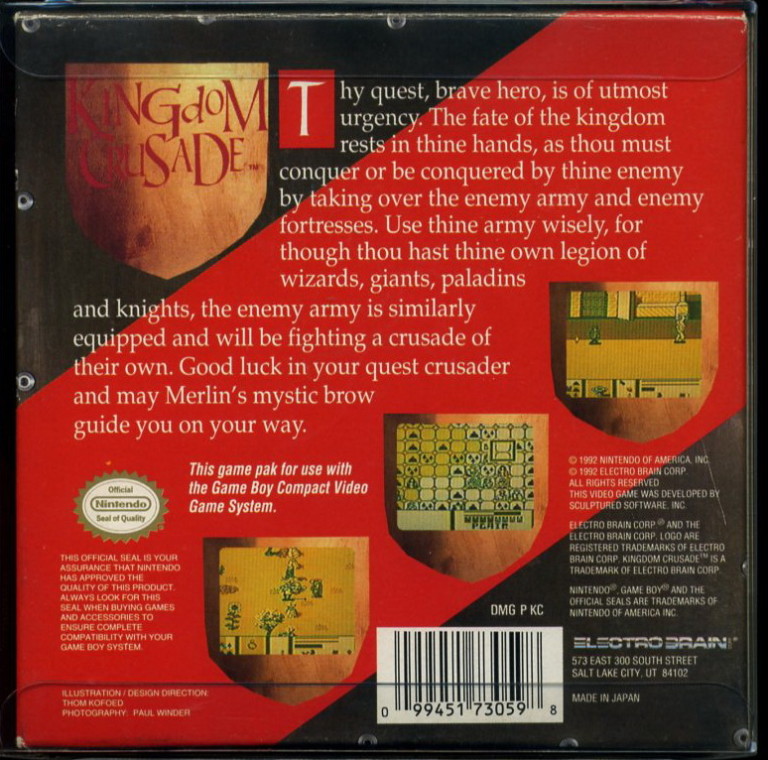 KINGDOM
CRUSADE™
Thy quest, brave hero, is of utmost
urgency. The fate of the kingdom
rests in thine hands, as thou must
conquer or be conquered by thine enemy
by taking over the enemy army and enemy
fortresses. Use thine army wisely, for
though thou hast thine own legion of
wizards, giants, paladins
and knights, the enemy army is similarly
equipped and will be fighting a crusade of
their own. Good luck in your quest crusader
and may Merlin's mystic brow
guide you on your way.
This game pak for use with
the Game Boy Compact Video
Game System.
Official
Nintendo
Seal of Quality
THIS OFFICIAL SEAL IS YOUR
ASSURANCE THAT NINTENDO
HAS APPROVED THE
QUALITY OF THIS PRODUCT.
ALWAYS LOOK FOR THIS
SEAL WHEN BUYING GAMES
AND ACCESSORIES TO
ENSURE COMPLETE
COMPATIBILITY WITH YOUR
GAME BOY SYSTEM.
ILLUSTRATION / DESIGN DIRECTION:
THOM KOFOED
PHOTOGRAPHY: PAUL WINDER
PLAIN
© 1992 NINTENDO OF AMERICA, INC.
© 1992 ELECTRO BRAIN CORP.
ALL RIGHTS RESERVED
THIS VIDEO GAME WAS DEVELOPED BY
SCULPTURED SOFTWARE, INC.
ELECTRO BRAIN CORP.® AND THE
ELECTRO BRAIN CORP. LOGO ARE
REGISTERED TRADEMARKS OF ELECTRO
BRAIN CORP. KINGDOM CRUSADE™ IS A
TRADEMARK OF ELECTRO BRAIN CORP.
NINTENDO®, GAME BOY® AND THE
OFFICIAL SEALS ARE TRADEMARKS OF
NINTENDO OF AMERICA INC.
DMG P KC
0 99451 73059 8
ELECTRO BRAIN
573 EAST 300 SOUTH STREET
SALT LAKE CITY, UT 84102
MADE IN JAPAN